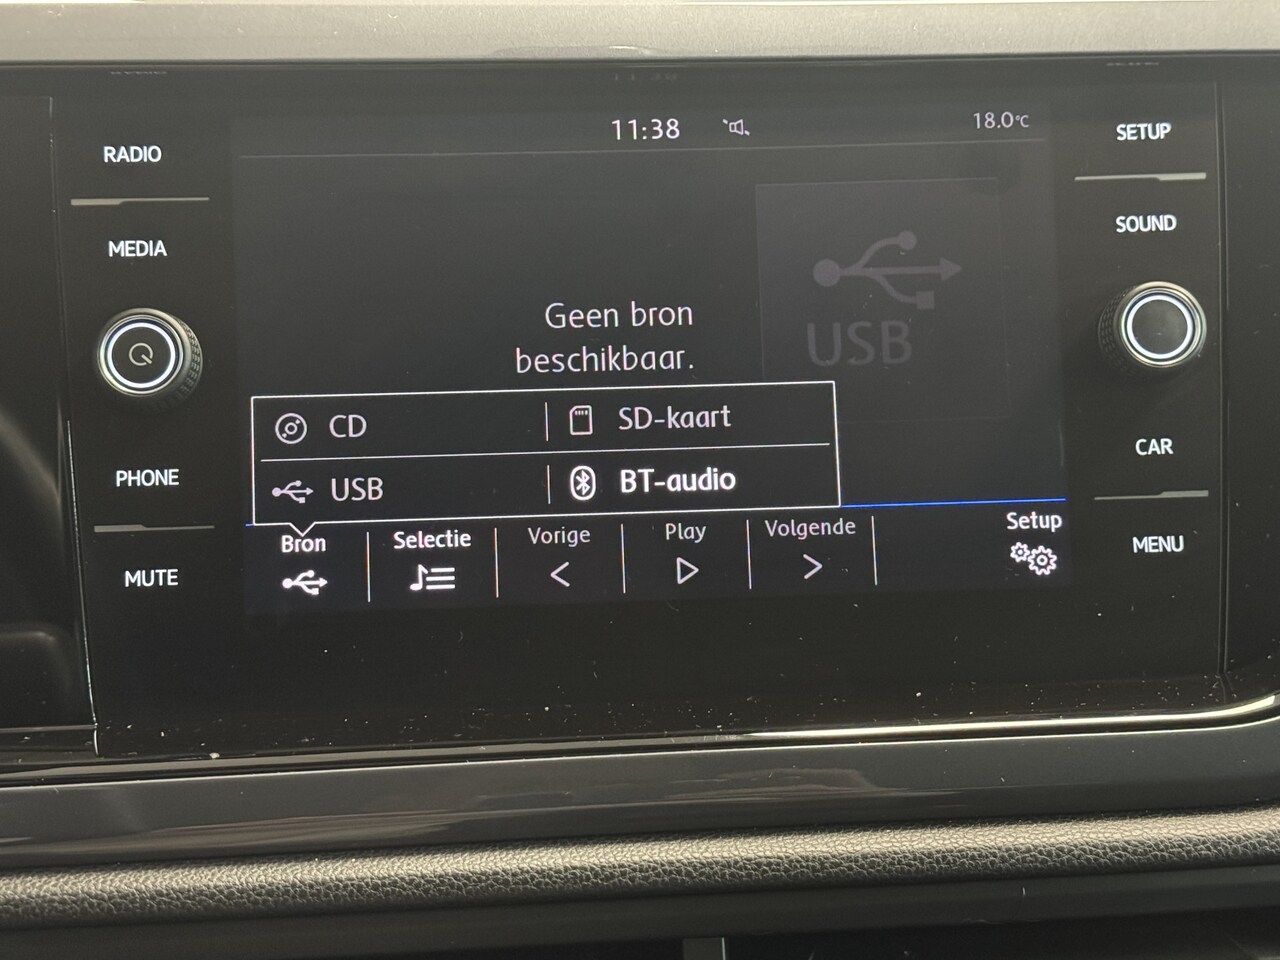 11:38
18.0°C
RADIO
MEDIA
PHONE
MUTE
Geen bron
beschikbaar.
USB
CD
SD-kaart
USB
BT-audio
Bron
Selectie
Vorige
Play
Volgende
Setup
SETUP
SOUND
CAR
MENU